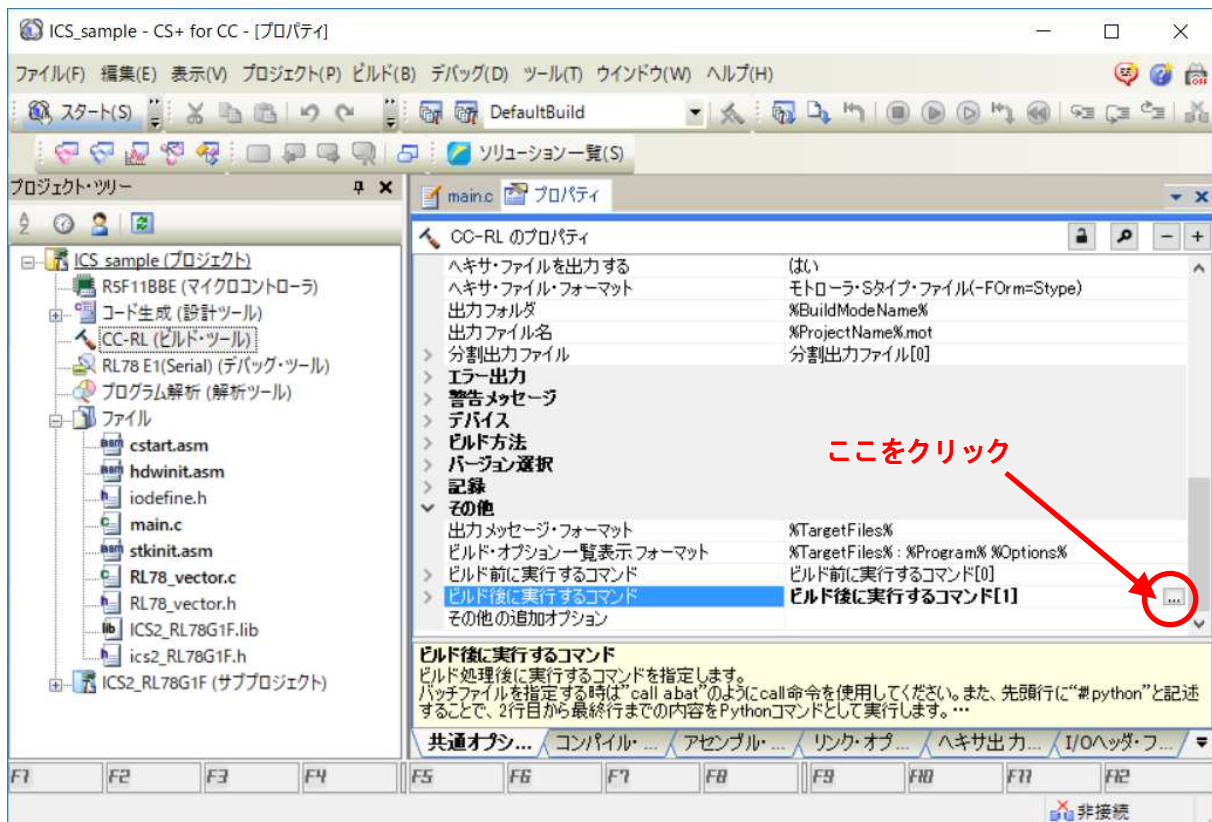 ICS_sample - CS+ for CC - [プロパティ]
ファイル(F) 編集(E) 表示(V) プロジェクト(P) ビルド(B) デバッグ(D) ツール(T) ウインドウ(W) ヘルプ(H)
スタート(S) DefaultBuild
ソリューション一覧(S)
プロジェクト・ツリー
main.c プロパティ
CC-RL のプロパティ
ICS_sample (プロジェクト)
R5F11BBE (マイクロコントローラ)
コード生成 (設計ツール)
CC-RL (ビルド・ツール)
RL78 E1(Serial) (デバッグ・ツール)
プログラム解析 (解析ツール)
ファイル
cstart.asm
hdwinit.asm
iodefine.h
main.c
stkinit.asm
RL78_vector.c
RL78_vector.h
ICS2_RL78G1F.lib
ics2_RL78G1F.h
ICS2_RL78G1F (サブプロジェクト)
ヘキサ・ファイルを出力する はい
ヘキサ・ファイル・フォーマット モトローラ・Sタイプ・ファイル(-FOrm=Stype)
出力フォルダ %BuildModeName%
出力ファイル名 %ProjectName%.mot
分割出力ファイル 分割出力ファイル[0]
エラー出力
警告メッセージ
デバイス
ビルド方法
バージョン選択
記録
その他
出力メッセージ・フォーマット %TargetFiles%
ビルド・オプション一覧表示フォーマット %TargetFiles% : %Program% %Options%
ビルド前に実行するコマンド ビルド前に実行するコマンド[0]
ビルド後に実行するコマンド ビルド後に実行するコマンド[1] ...
その他の追加オプション
ここをクリック
ビルド後に実行するコマンド
ビルド処理後に実行するコマンドを指定します。
バッチファイルを指定する時は"call a.bat"のようにcall命令を使用してください。また、先頭行に"#!python"と記述
することで、2行目から最終行までの内容をPythonコマンドとして実行します。…
共通オプシ... コンパイル・... アセンブル・... リンク・オプ... ヘキサ出力... I/Oヘッダ・フ...
F1 F2 F3 F4 F5 F6 F7 F8 F9 F10 F11 F12
非接続